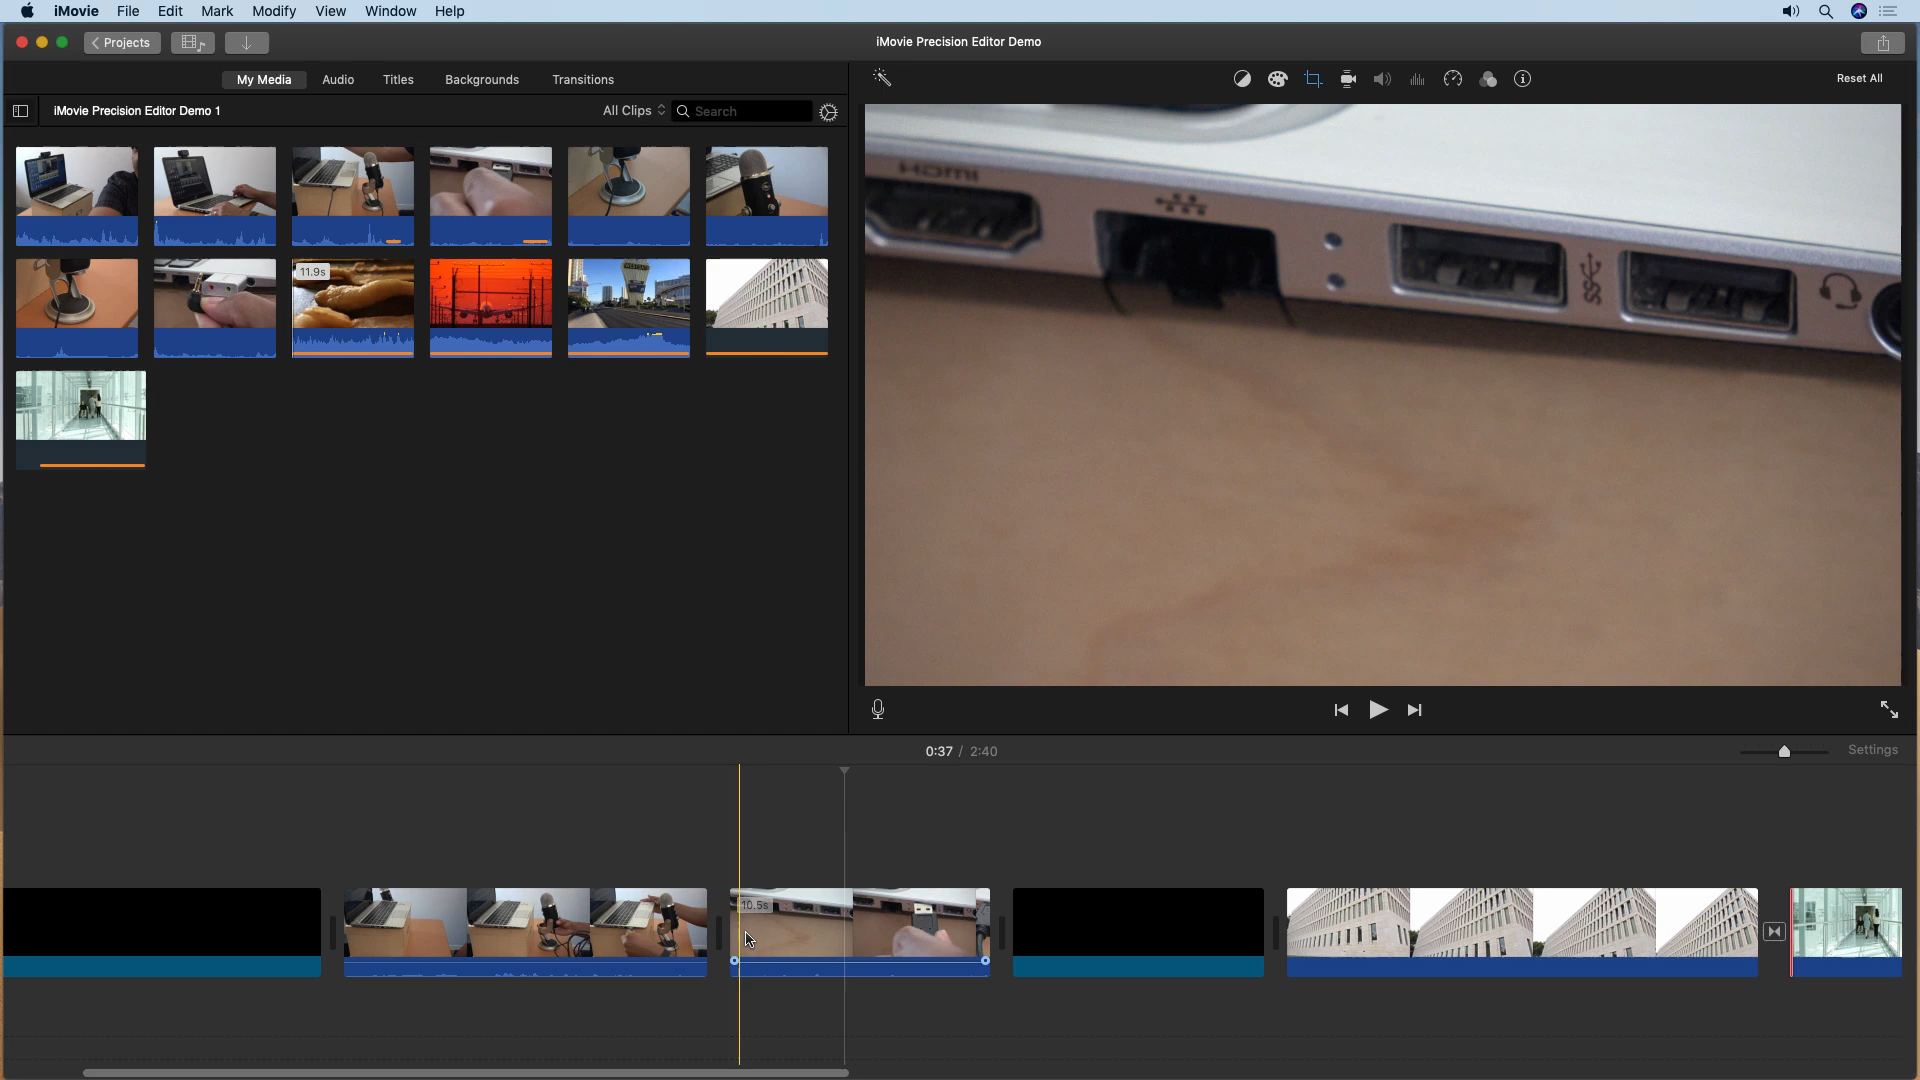 iMovie File Edit Mark Modify View Window Help
Projects
iMovie Precision Editor Demo
My Media Audio Titles Backgrounds Transitions
Reset All
iMovie Precision Editor Demo 1
All Clips
Search
HDMI
11.9s
0:37 / 2:40
Settings
10.5s